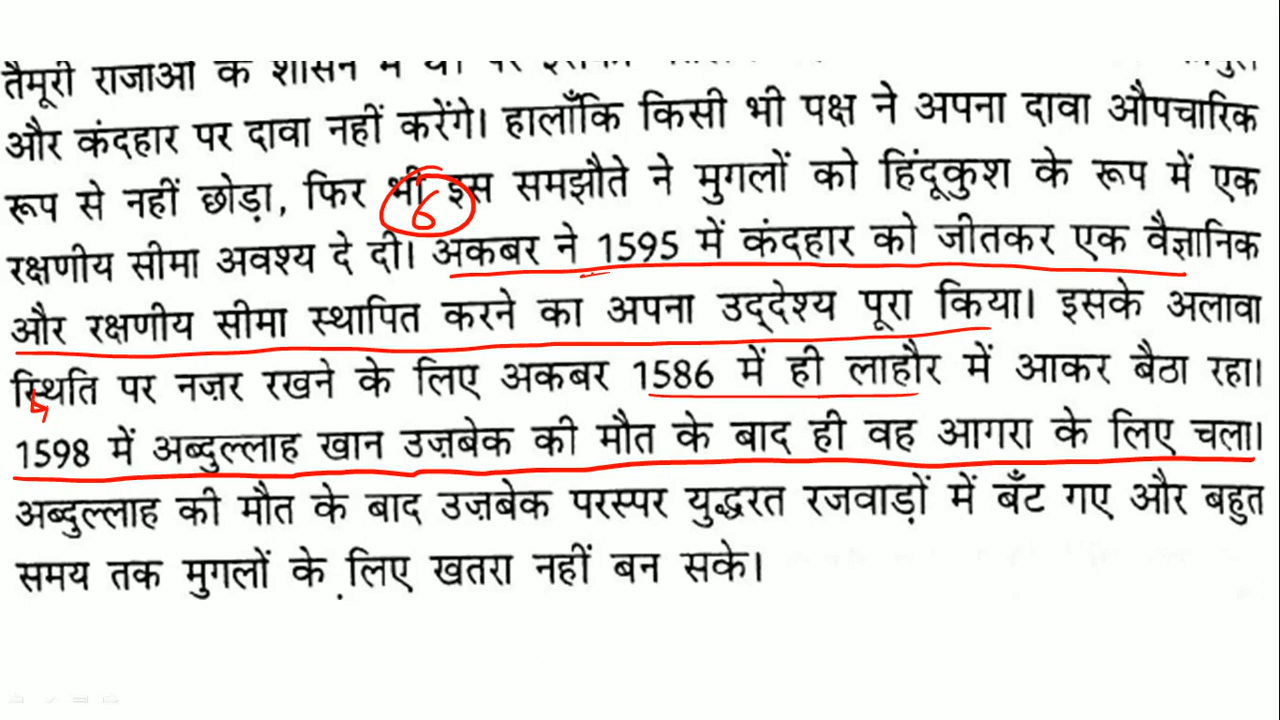 तैमूरी राजाओं के शासन में थी। पर
और कंदहार पर दावा नहीं करेंगे। हालाँकि किसी भी पक्ष ने अपना दावा औपचारिक
रूप से नहीं छोड़ा, फिर भी इस समझौते ने मुगलों को हिंदूकुश के रूप में एक
6
रक्षणीय सीमा अवश्य दे दी। अकबर ने 1595 में कंदहार को जीतकर एक वैज्ञानिक
और रक्षणीय सीमा स्थापित करने का अपना उद्देश्य पूरा किया। इसके अलावा
स्थिति पर नज़र रखने के लिए अकबर 1586 में ही लाहौर में आकर बैठा रहा।
1598 में अब्दुल्लाह खान उज़बेक की मौत के बाद ही वह आगरा के लिए चला।
अब्दुल्लाह की मौत के बाद उज़बेक परस्पर युद्धरत रजवाड़ों में बँट गए और बहुत
समय तक मुगलों के लिए खतरा नहीं बन सके।